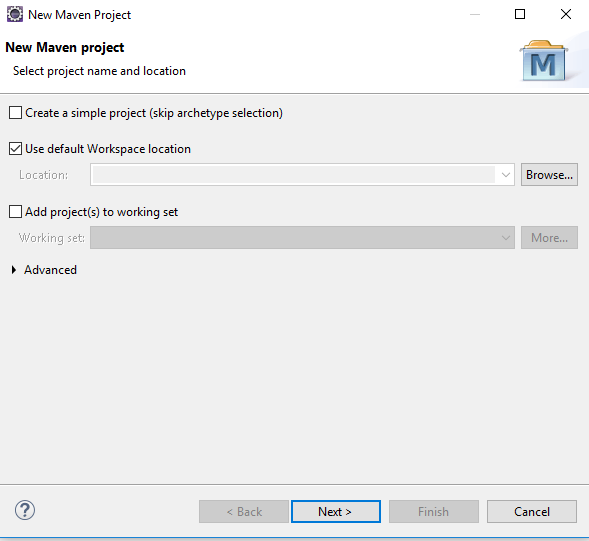 New Maven Project
New Maven project
Select project name and location
M
Create a simple project (skip archetype selection)
Use default Workspace location
Location:
Browse...
Add project(s) to working set
Working set:
More...
Advanced
?
< Back
Next >
Finish
Cancel